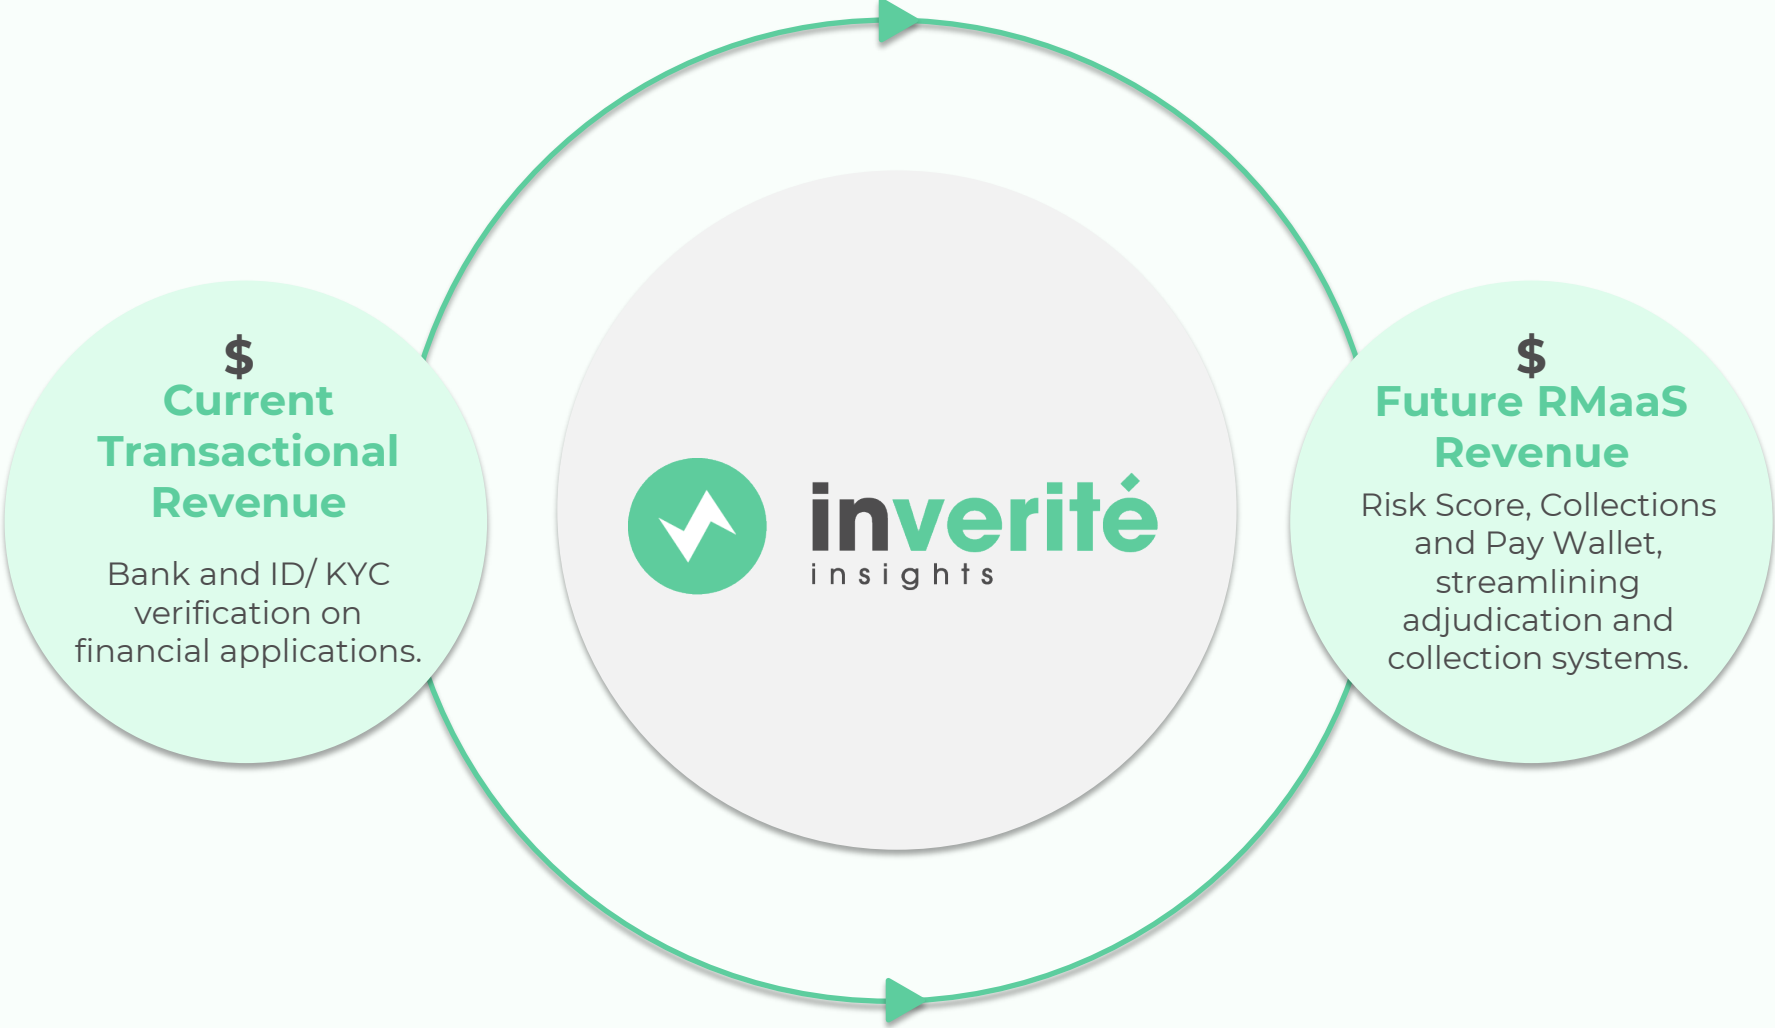 $
Current
Transactional
Revenue
Bank and ID/ KYC
verification on
financial applications.
inverité
insights
$
Future RMaaS
Revenue
Risk Score, Collections
and Pay Wallet,
streamlining
adjudication and
collection systems.